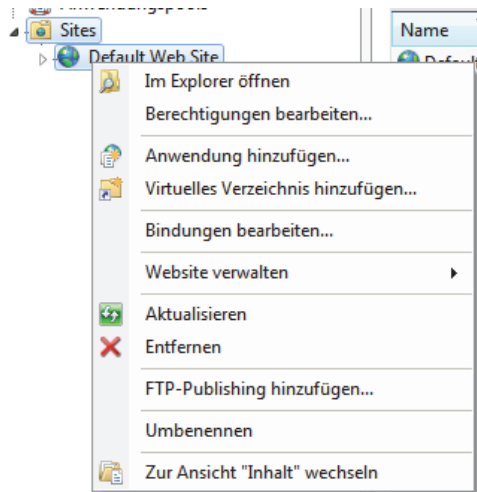 Sites
Name
Default Web Site
Im Explorer öffnen
Berechtigungen bearbeiten...
Anwendung hinzufügen...
Virtuelles Verzeichnis hinzufügen...
Bindungen bearbeiten...
Website verwalten
Aktualisieren
Entfernen
FTP-Publishing hinzufügen...
Umbenennen
Zur Ansicht "Inhalt" wechseln